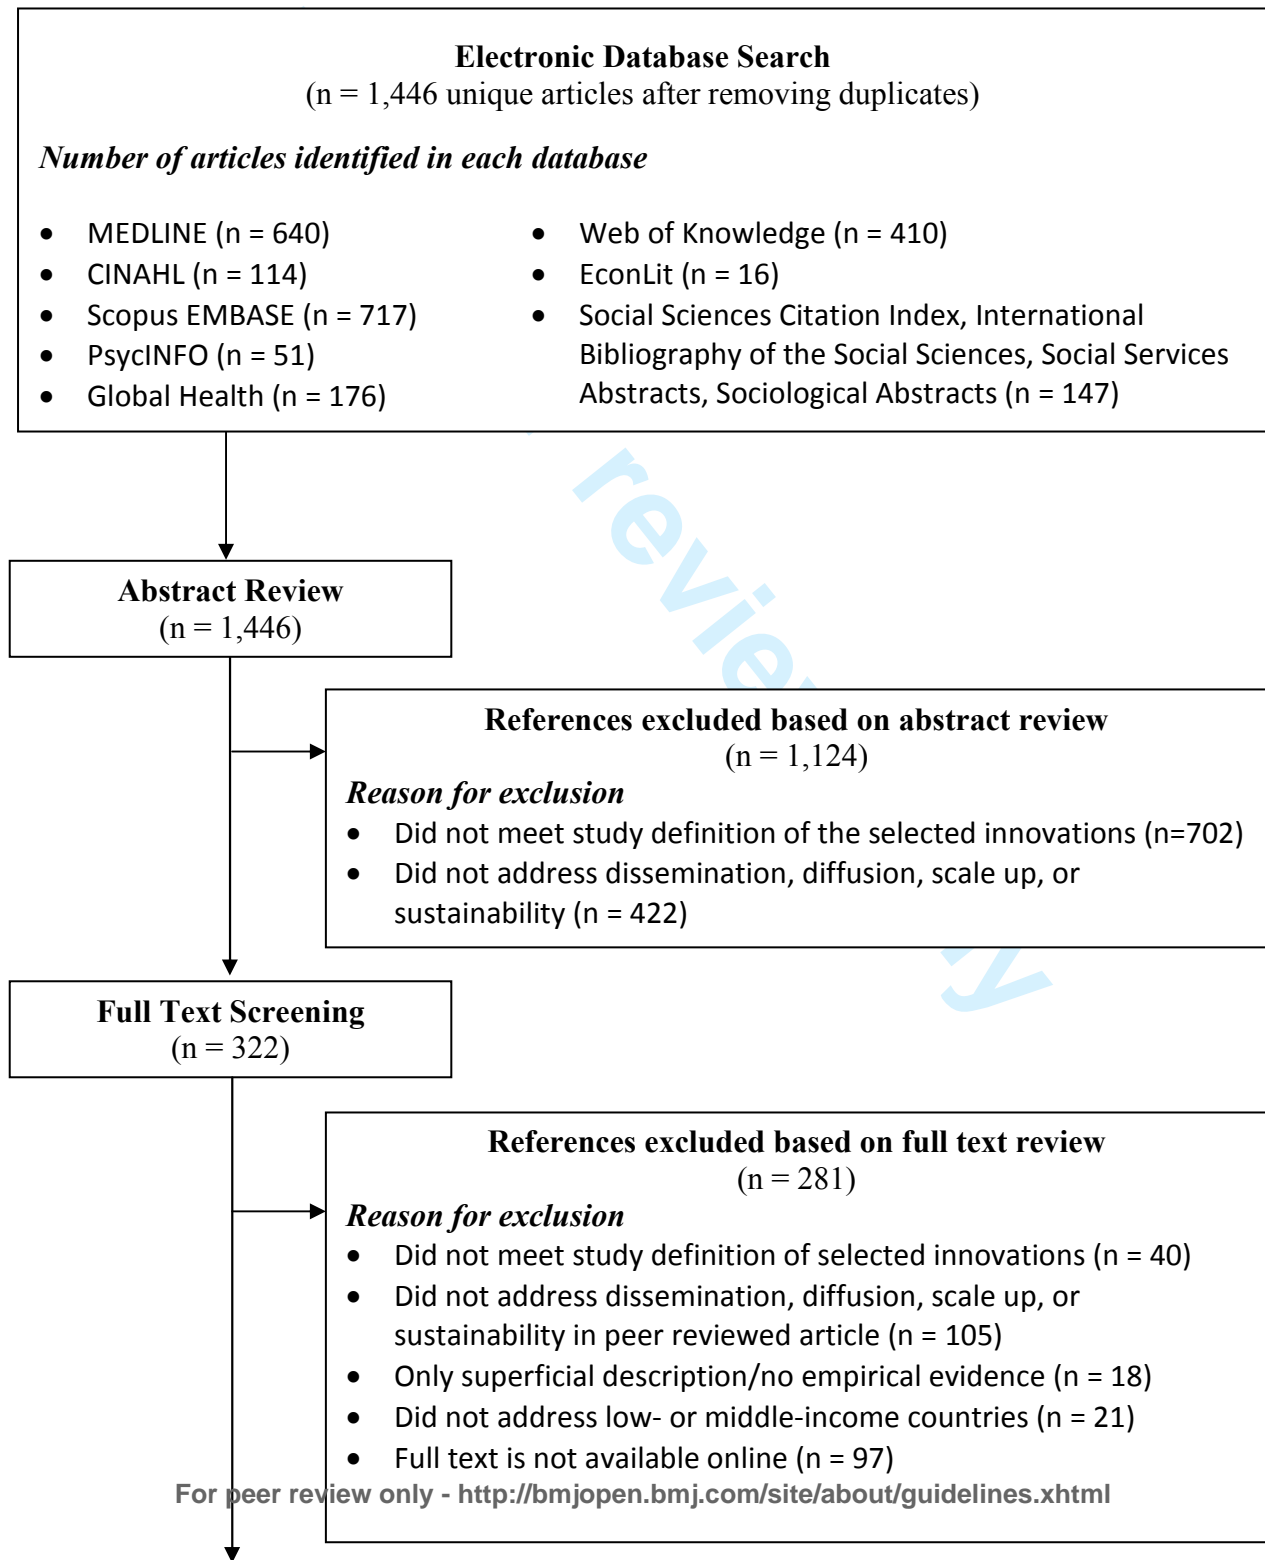 Electronic Database Search
(n = 1,446 unique articles after removing duplicates)
Number of articles identified in each database
• MEDLINE (n = 640)
• CINAHL (n = 114)
• Scopus EMBASE (n = 717)
• PsycINFO (n = 51)
• Global Health (n = 176)
• Web of Knowledge (n = 410)
• EconLit (n = 16)
• Social Sciences Citation Index, International
Bibliography of the Social Sciences, Social Services
Abstracts, Sociological Abstracts (n = 147)
Abstract Review
(n = 1,446)
References excluded based on abstract review
(n = 1,124)
Reason for exclusion
• Did not meet study definition of the selected innovations (n=702)
• Did not address dissemination, diffusion, scale up, or
sustainability (n = 422)
Full Text Screening
(n = 322)
References excluded based on full text review
(n = 281)
Reason for exclusion
• Did not meet study definition of selected innovations (n = 40)
• Did not address dissemination, diffusion, scale up, or
sustainability in peer reviewed article (n = 105)
• Only superficial description/no empirical evidence (n = 18)
• Did not address low- or middle-income countries (n = 21)
• Full text is not available online (n = 97)
For peer review only - http://bmjopen.bmj.com/site/about/guidelines.xhtml